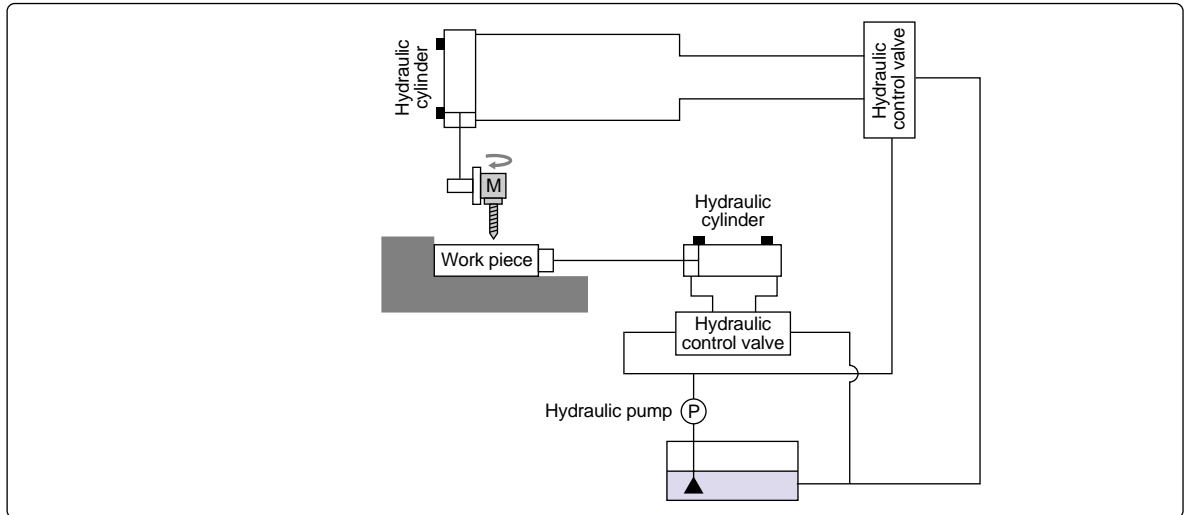 Hydraulic
cylinder
Hydraulic
control valve
M
Work piece
Hydraulic
cylinder
Hydraulic
control valve
Hydraulic pump
P